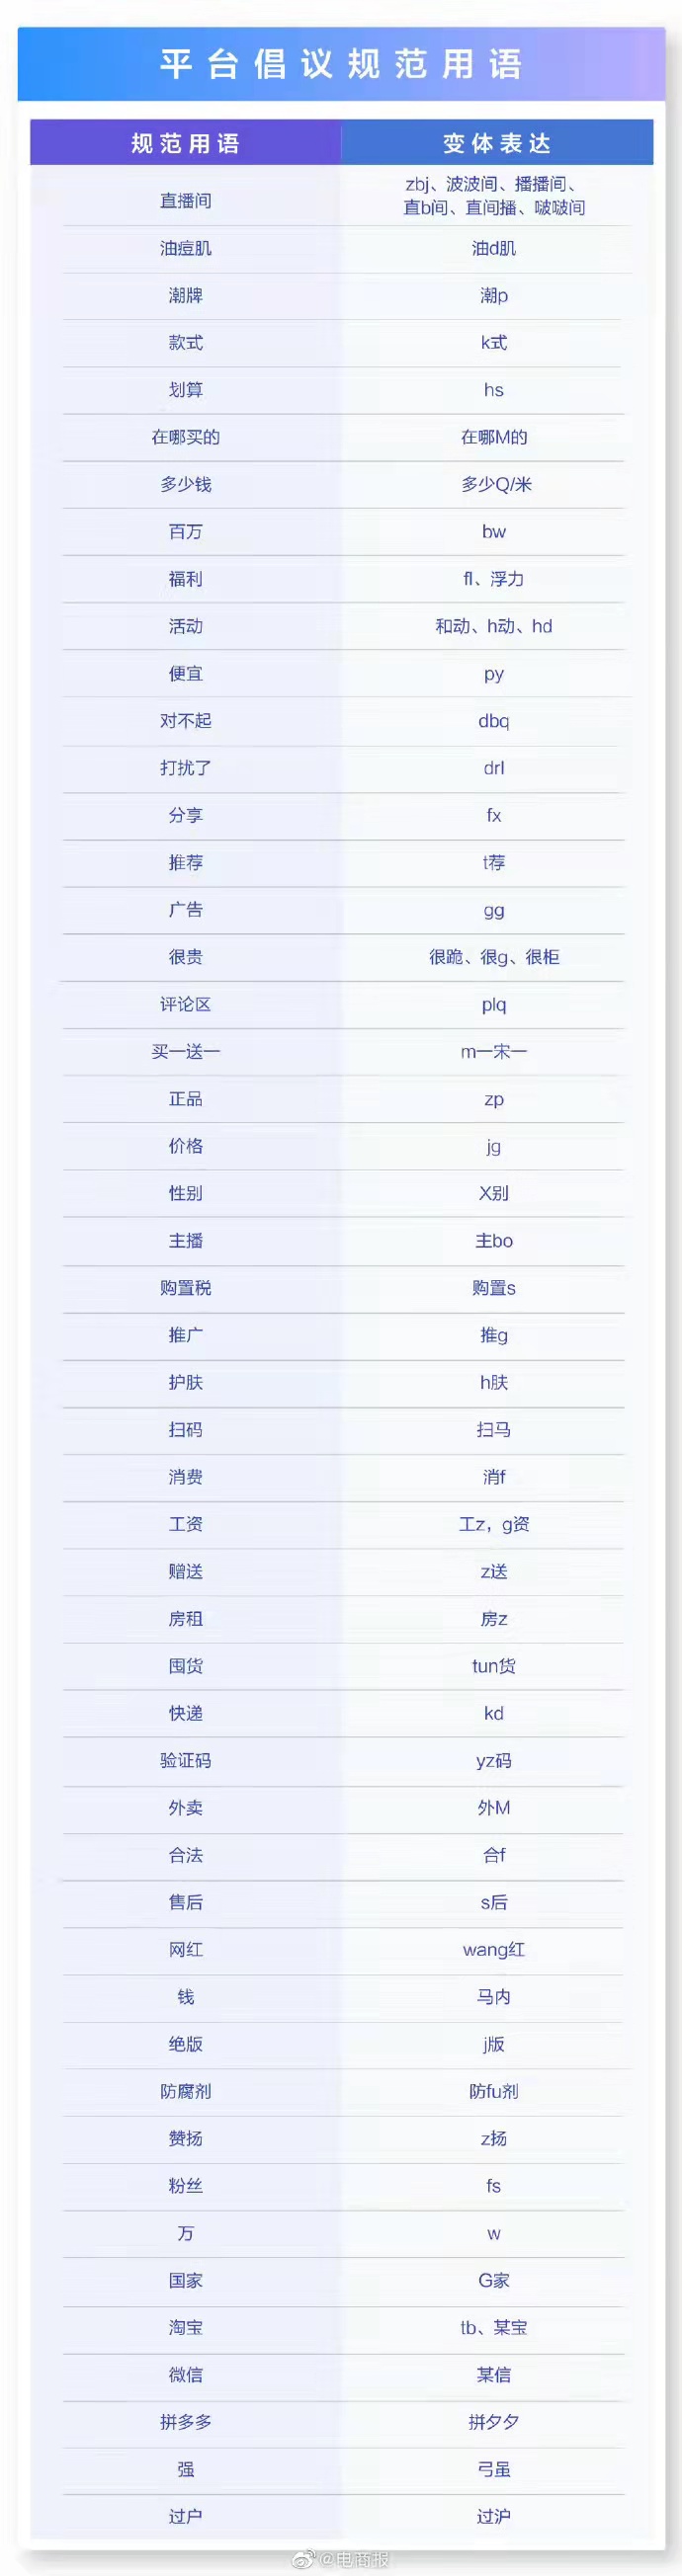 平台倡议规范用语
规范用语 变体表达
直播间 zbj、波波间、播播间、
直b间、直间播、啵啵间
油痘肌 油d肌
潮牌 潮p
款式 k式
划算 hs
在哪买的 在哪M的
多少钱 多少Q/米
百万 bw
福利 fl、浮力
活动 和动、h动、hd
便宜 py
对不起 dbq
打扰了 drl
分享 fx
推荐 t荐
广告 gg
很贵 很跪、很g、很柜
评论区 plq
买一送一 m一宋一
正品 zp
价格 jg
性别 X别
主播 主bo
购置税 购置s
推广 推g
护肤 h肤
扫码 扫马
消费 消f
工资 工z，g资
赠送 z送
房租 房z
囤货 tun货
快递 kd
验证码 yz码
外卖 外M
合法 合f
售后 s后
网红 wang红
钱 马内
绝版 j版
防腐剂 防fu剂
赞扬 z扬
粉丝 fs
万 w
国家 G家
淘宝 tb、某宝
微信 某信
拼多多 拼夕夕
强 弓虽
过户 过沪
@电商报